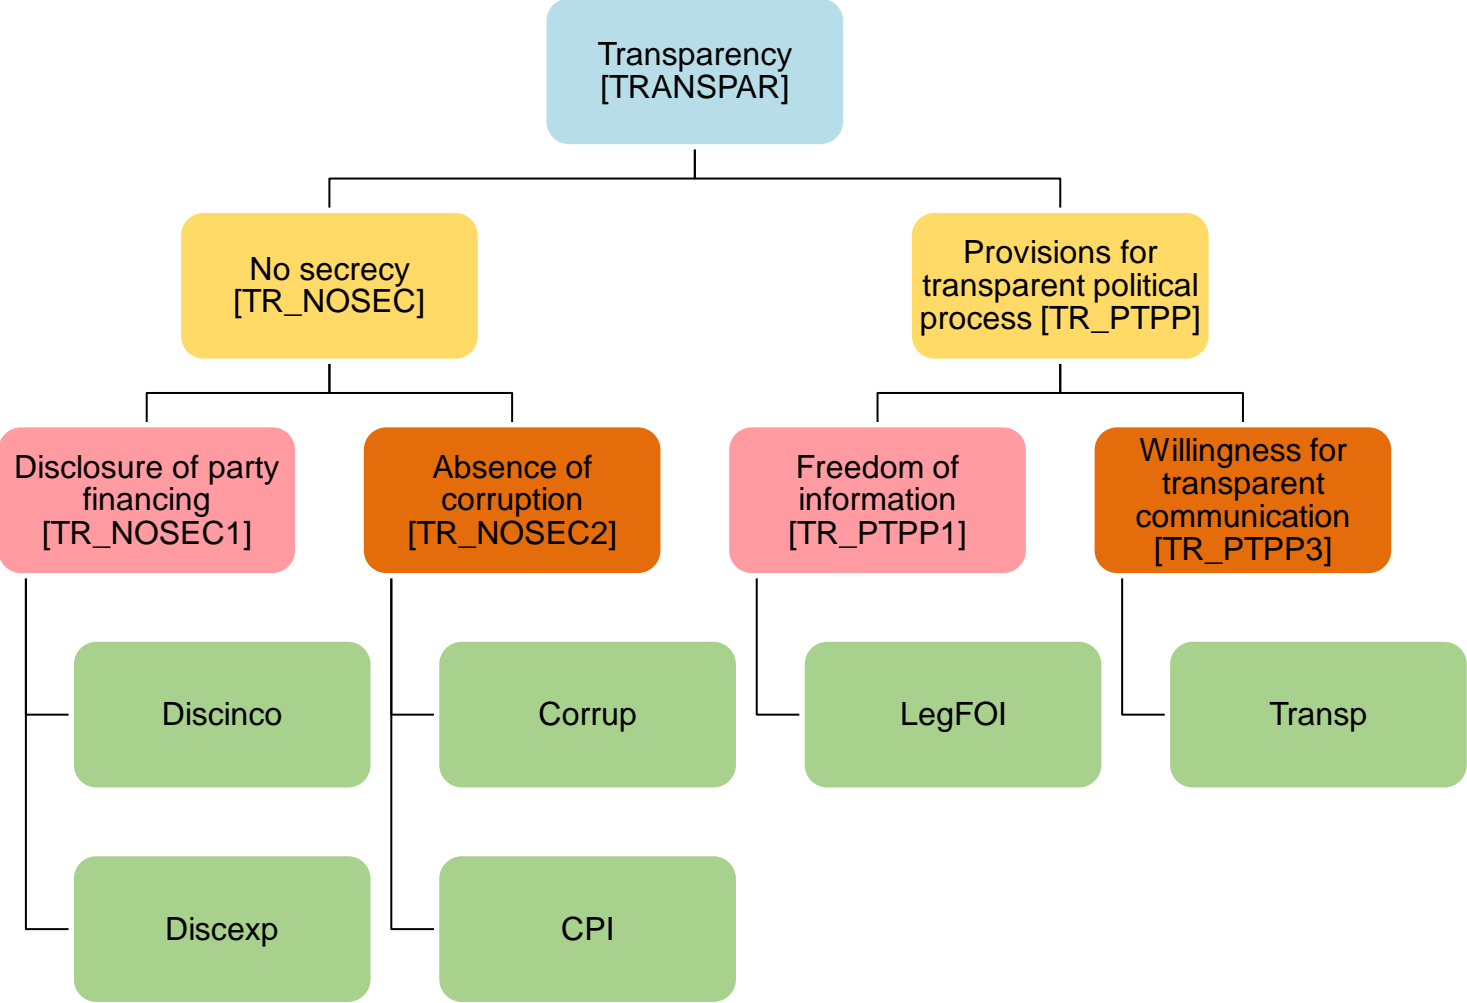 Transparency
[TRANSPAR]
No secrecy
[TR_NOSEC]
Provisions for
transparent political
process [TR_PTPP]
Disclosure of party
financing
[TR_NOSEC1]
Absence of
corruption
[TR_NOSEC2]
Freedom of
information
[TR_PTPP1]
Willingness for
transparent
communication
[TR_PTPP3]
Discinco
Corrup
LegFOI
Transp
Discexp
CPI